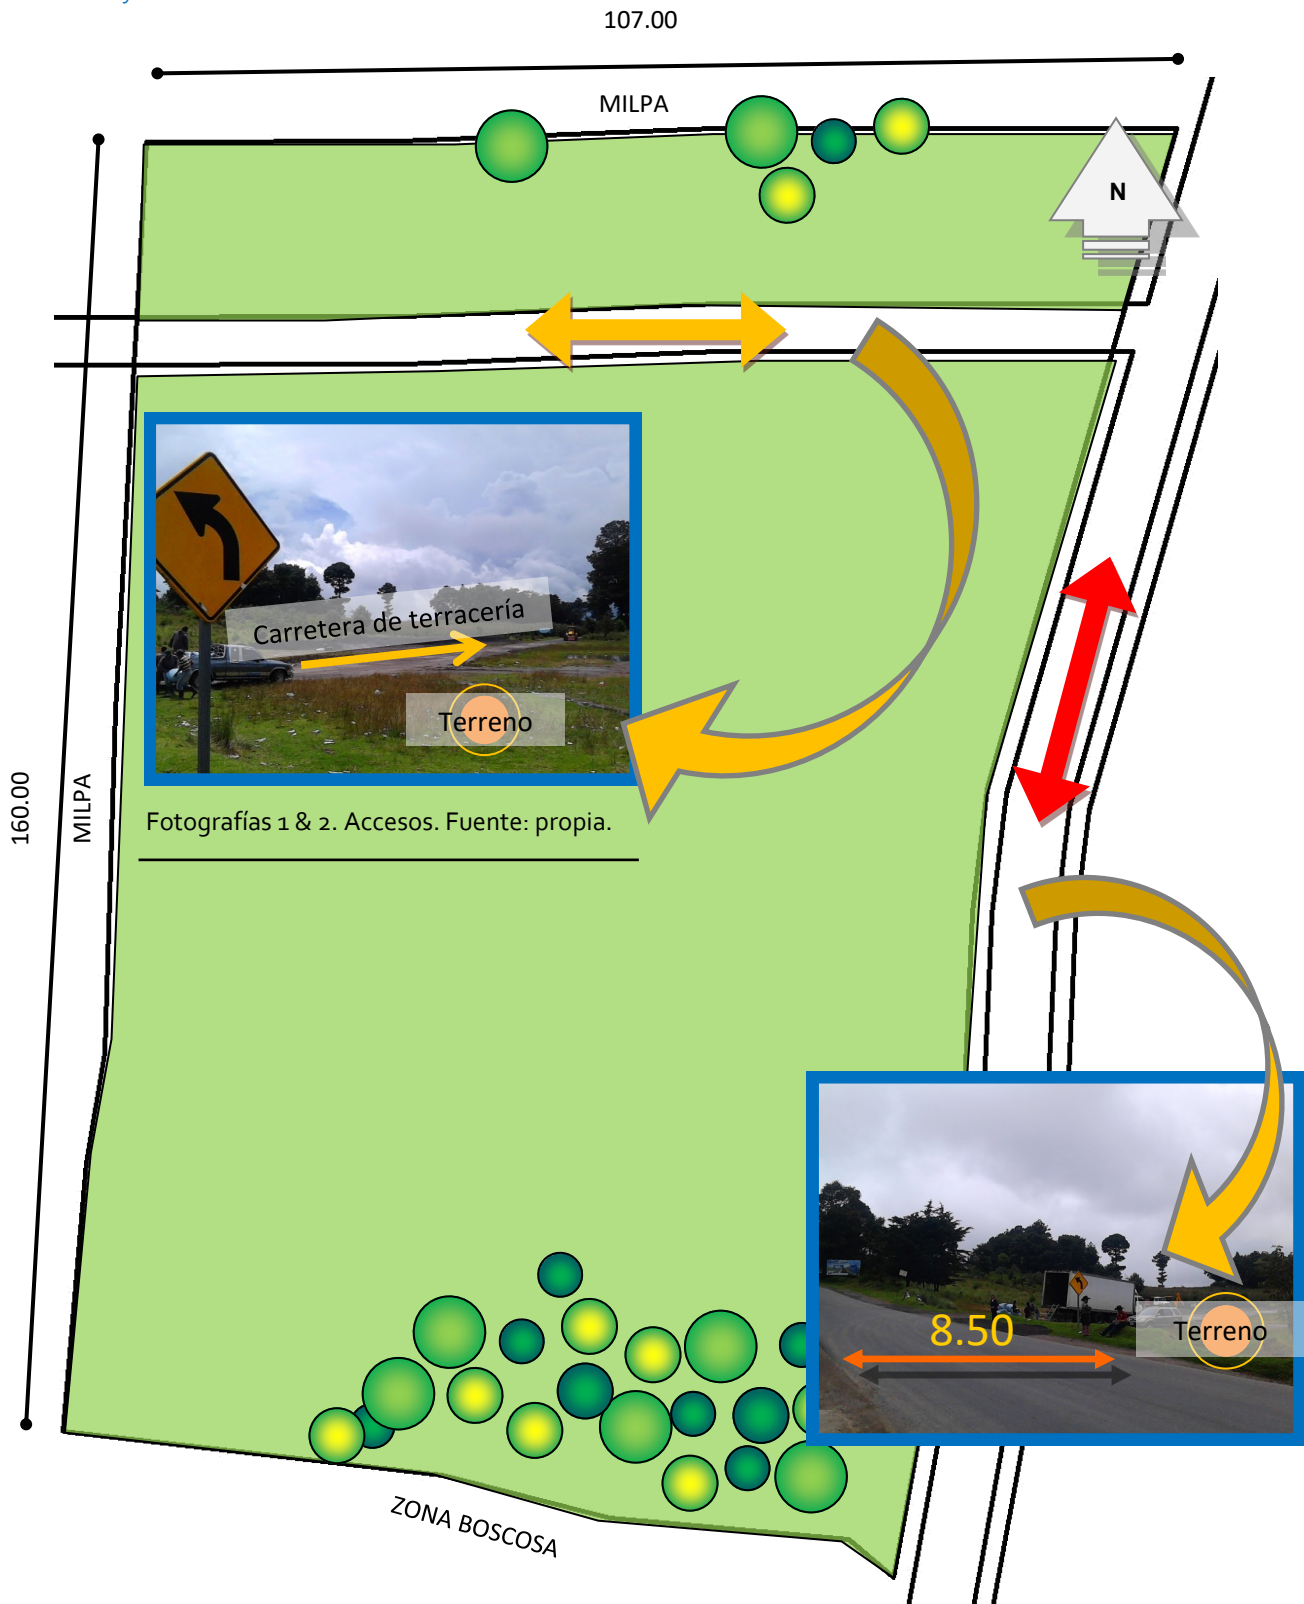 107.00
MILPA
N
Carretera de terracería
Terreno
160.00
MILPA
Fotografías 1 & 2. Accesos. Fuente: propia.
8.50
Terreno
ZONA BOSCOSA